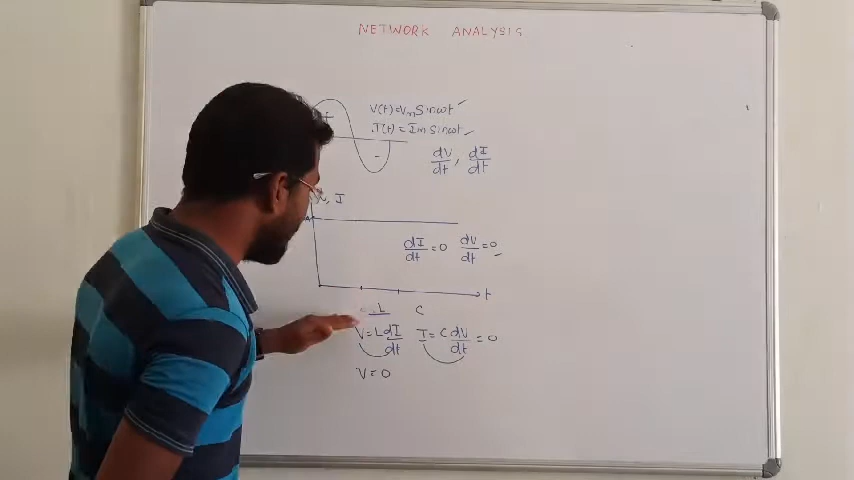 NETWORK ANALYSIS
+
V(t) = Vm Sinωt
I(t) = Im Sinωt
-
dV/dt, dI/dt
, I
dI/dt = 0 dV/dt = 0
t
L C
V = L dI/dt I = C dV/dt = 0
V = 0